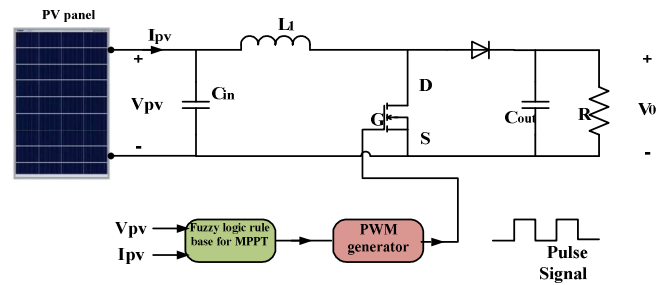 PV panel
Ipv
L1
+
Vpv
-
Cin
D
G
S
Cout
R
+
V0
-
Vpv
Ipv
Fuzzy logic rule
base for MPPT
PWM
generator
Pulse
Signal